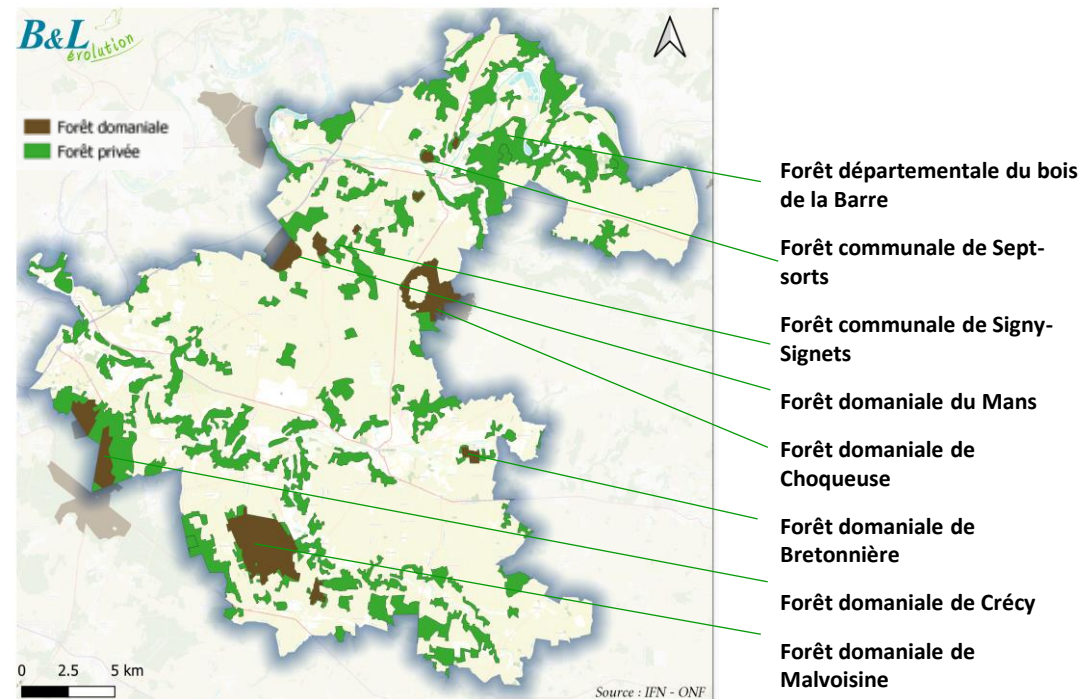 B&L
évolution
Forêt domaniale
Forêt privée
Forêt départementale du bois
de la Barre
Forêt communale de Sept-
sorts
Forêt communale de Signy-
Signets
Forêt domaniale du Mans
Forêt domaniale de
Choqueuse
Forêt domaniale de
Bretonnière
Forêt domaniale de Crécy
Forêt domaniale de
Malvoisine
0 2.5 5 km
Source : IFN - ONF